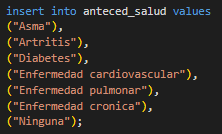 insert into anteced_salud values
("Asma"),
("Artritis"),
("Diabetes"),
("Enfermedad cardiovascular"),
("Enfermedad pulmonar"),
("Enfermedad cronica"),
("Ninguna");